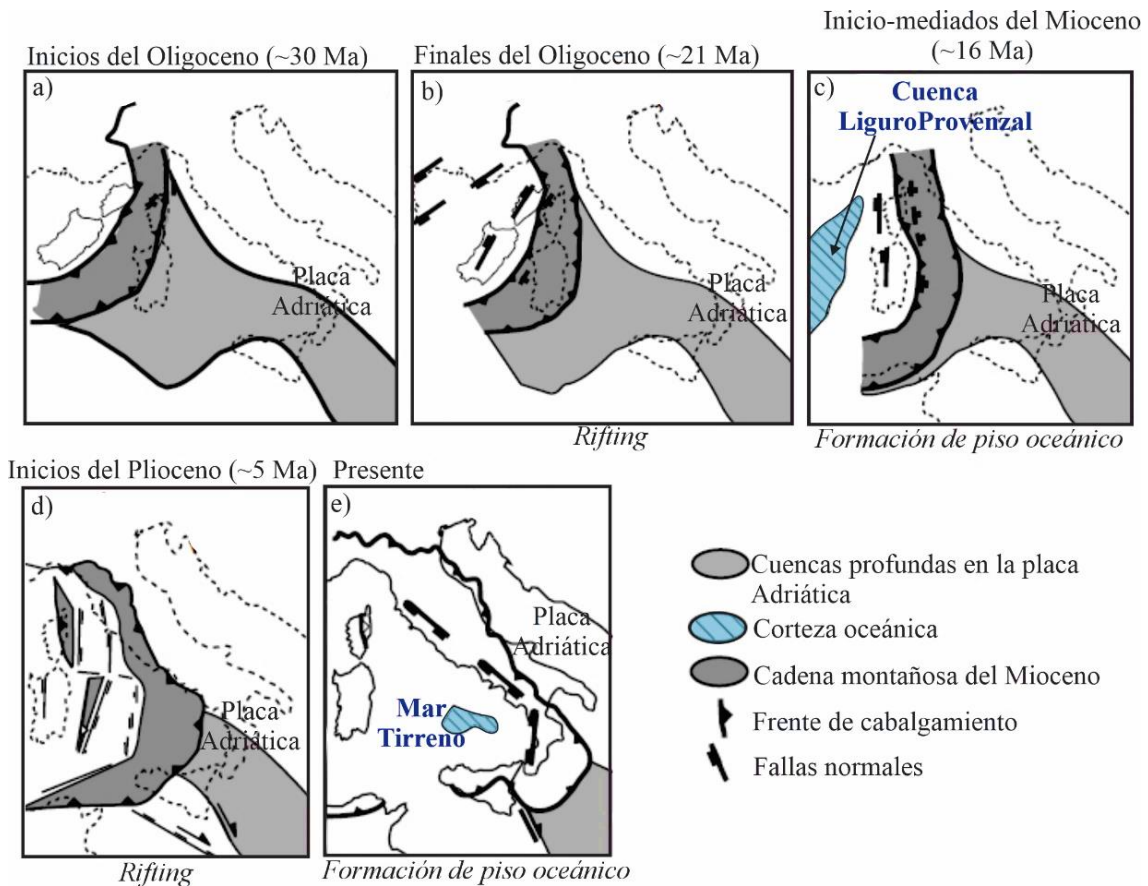 Inicios del Oligoceno (~30 Ma)
a)
Placa
Adriática
Finales del Oligoceno (~21 Ma)
b)
Placa
Adriática
Rifting
Inicio-mediados del Mioceno
(~16 Ma)
c)
Cuenca
LiguroProvenzal
Placa
Adriática
Formación de piso oceánico
Inicios del Plioceno (~5 Ma)
d)
Placa
Adriática
Rifting
Presente
e)
Placa
Adriática
Mar
Tirreno
Formación de piso oceánico
Cuencas profundas en la placa
Adriática
Corteza oceánica
Cadena montañosa del Mioceno
Frente de cabalgamiento
Fallas normales